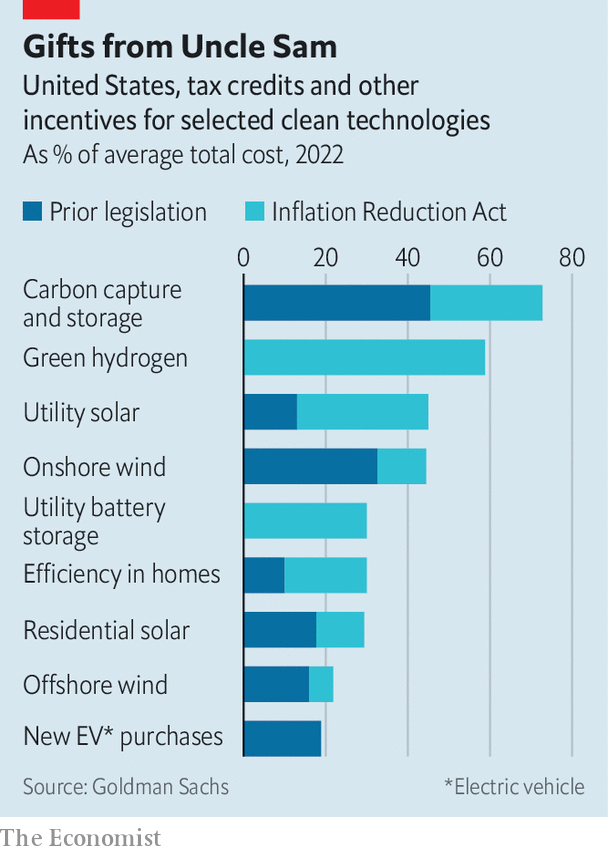 Gifts from Uncle Sam
United States, tax credits and other
incentives for selected clean technologies
As % of average total cost, 2022
Prior legislation
Inflation Reduction Act
0 20 40 60 80
Carbon capture
and storage
Green hydrogen
Utility solar
Onshore wind
Utility battery
storage
Efficiency in homes
Residential solar
Offshore wind
New EV* purchases
Source: Goldman Sachs
*Electric vehicle
The Economist